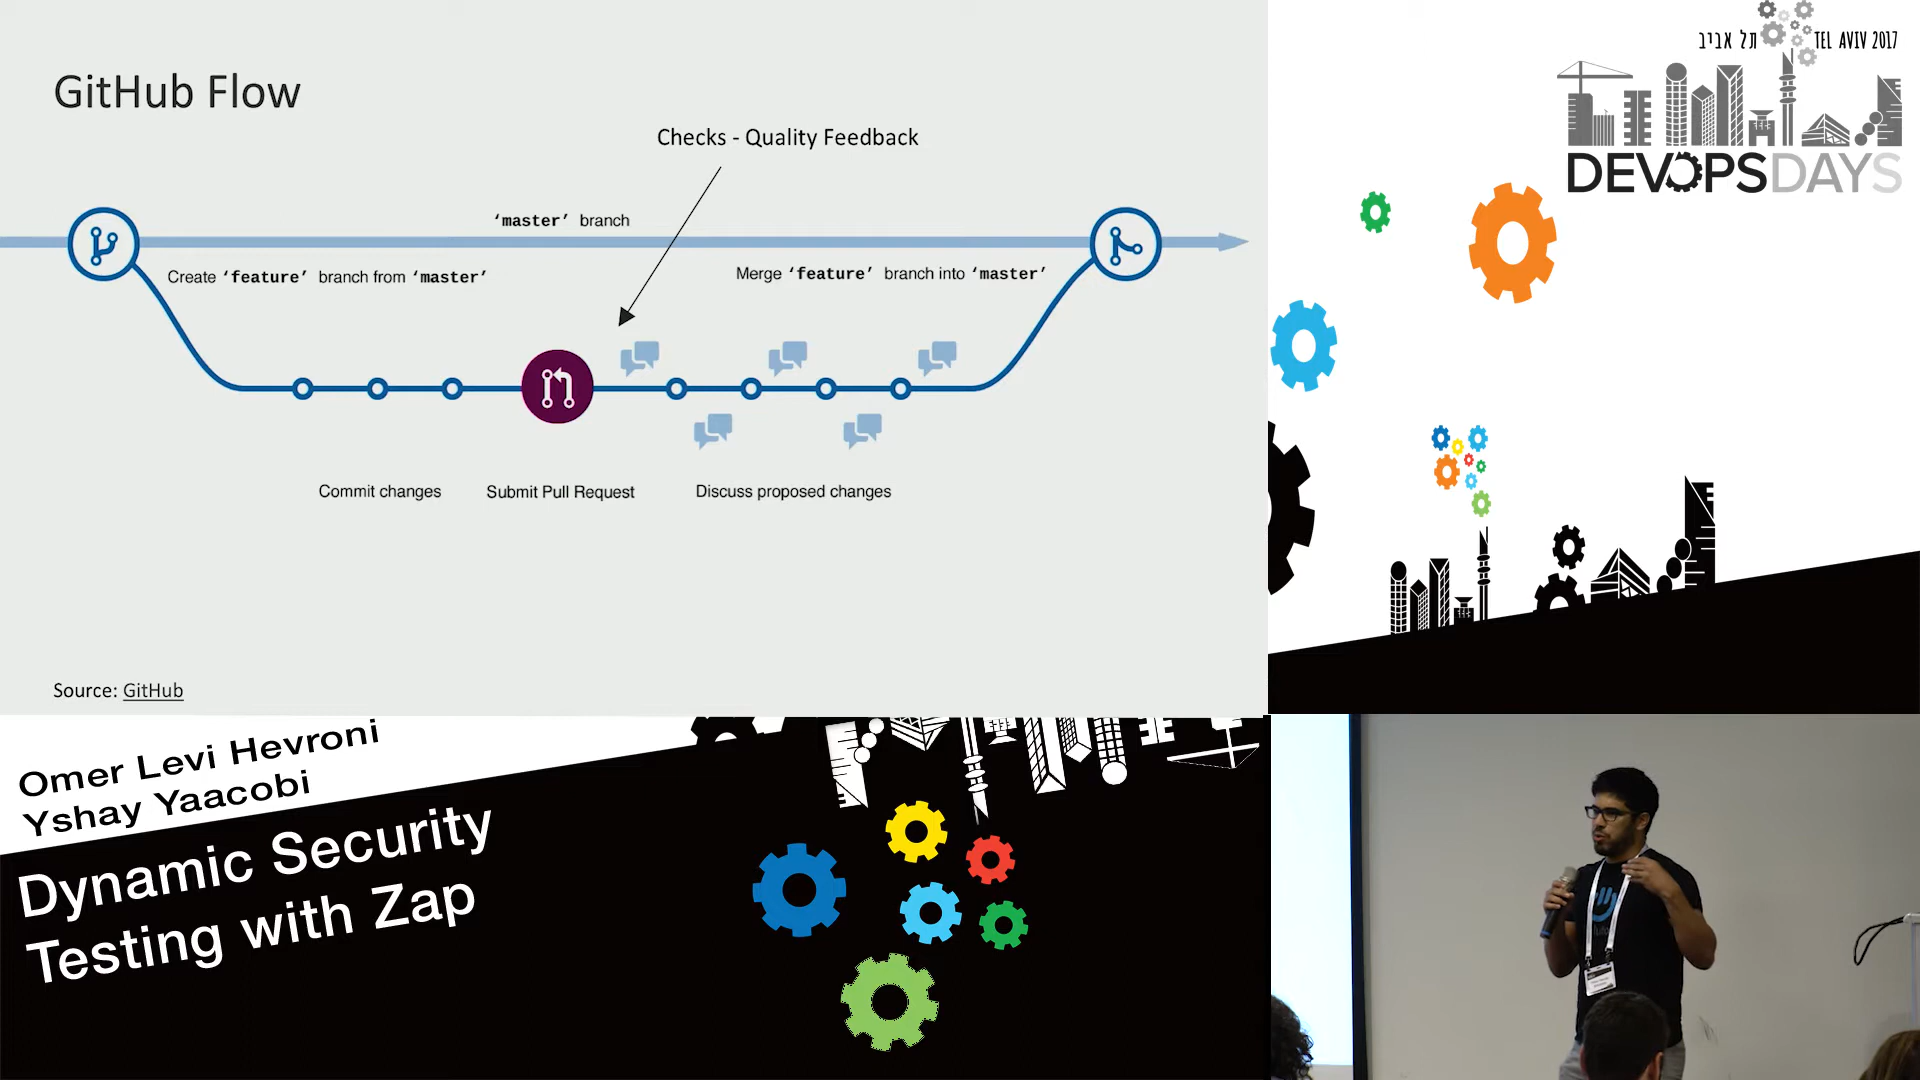 GitHub Flow
Checks - Quality Feedback
‘master’ branch
Create ‘feature’ branch from ‘master’
Merge ‘feature’ branch into ‘master’
Commit changes
Submit Pull Request
Discuss proposed changes
Source: GitHub
תל אביב
TEL AVIV 2017
DEVOPSDAYS
Omer Levi Hevroni
Yshay Yaacobi
Dynamic Security
Testing with Zap